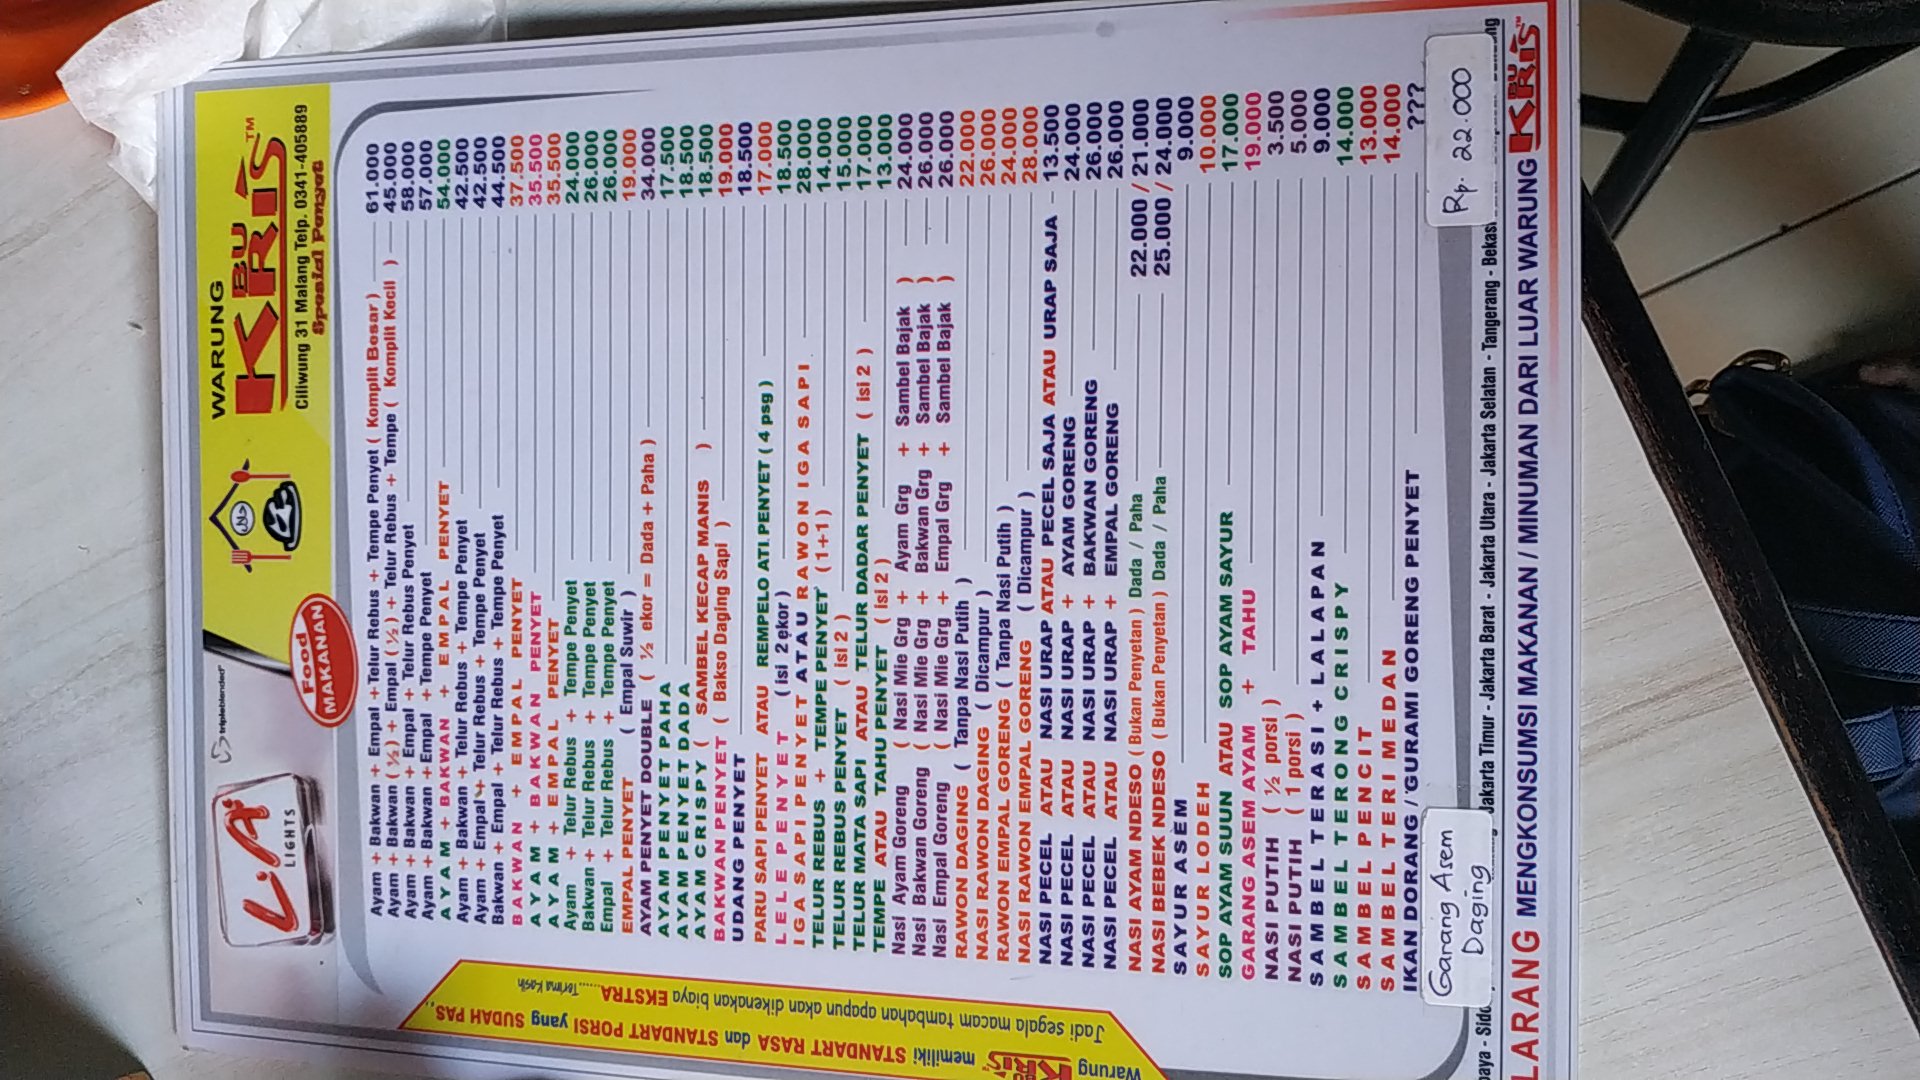 WARUNG
BU
KRIS™
Ciliwung 31 Malang Telp. 0341-405889
Spesial Penyet
tripleblended
L.A
LIGHTS
Food
MAKANAN
Ayam + Bakwan + Empal + Telur Rebus + Tempe Penyet ( Komplit Besar ) 61.000
Ayam + Bakwan ( ½ ) + Empal ( ½ ) + Telur Rebus + Tempe ( Komplit Kecil ) 45.000
Ayam + Bakwan + Empal + Telur Rebus Penyet 58.000
Ayam + Bakwan + Empal + Tempe Penyet 57.000
AYAM + BAKWAN + EMPAL PENYET 54.000
Ayam + Bakwan + Telur Rebus + Tempe Penyet 42.500
Ayam + Empal + Telur Rebus + Tempe Penyet 42.500
Bakwan + Empal + Telur Rebus + Tempe Penyet 44.500
BAKWAN + EMPAL PENYET 37.500
AYAM + BAKWAN PENYET 35.500
AYAM + EMPAL PENYET 35.500
Ayam + Telur Rebus + Tempe Penyet 24.000
Bakwan + Telur Rebus + Tempe Penyet 26.000
Empal + Telur Rebus + Tempe Penyet 26.000
EMPAL PENYET ( Empal Suwir ) 19.000
AYAM PENYET DOUBLE ( ½ ekor = Dada + Paha ) 34.000
AYAM PENYET PAHA 17.500
AYAM PENYET DADA 18.500
AYAM CRISPY ( SAMBEL KECAP MANIS ) 18.500
BAKWAN PENYET ( Bakso Daging Sapi ) 19.000
UDANG PENYET 18.500
PARU SAPI PENYET ATAU REMPELO ATI PENYET ( 4 psg ) 17.000
LELE PENYET ( isi 2 ekor ) 18.500
IGA SAPI PENYET ATAU RAWON IGA SAPI 28.000
TELUR REBUS + TEMPE PENYET ( 1+1 ) 14.000
TELUR REBUS PENYET ( isi 2 ) 15.000
TELUR MATA SAPI ATAU TELUR DADAR PENYET ( isi 2 ) 17.000
TEMPE ATAU TAHU PENYET ( isi 2 ) 13.000
Nasi Ayam Goreng ( Nasi Mie Grg + Ayam Grg + Sambel Bajak ) 24.000
Nasi Bakwan Goreng ( Nasi Mie Grg + Bakwan Grg + Sambel Bajak ) 26.000
Nasi Empal Goreng ( Nasi Mie Grg + Empal Grg + Sambel Bajak ) 26.000
RAWON DAGING ( Tanpa Nasi Putih ) 22.000
NASI RAWON DAGING ( Dicampur ) 26.000
RAWON EMPAL GORENG ( Tanpa Nasi Putih ) 24.000
NASI RAWON EMPAL GORENG ( Dicampur ) 28.000
NASI PECEL ATAU NASI URAP ATAU PECEL SAJA ATAU URAP SAJA 13.500
NASI PECEL ATAU NASI URAP + AYAM GORENG 24.000
NASI PECEL ATAU NASI URAP + BAKWAN GORENG 26.000
NASI PECEL ATAU NASI URAP + EMPAL GORENG 26.000
NASI AYAM NDESO ( Bukan Penyetan ) Dada / Paha 22.000 / 21.000
NASI BEBEK NDESO ( Bukan Penyetan ) Dada / Paha 25.000 / 24.000
SAYUR ASEM 9.000
SAYUR LODEH 10.000
SOP AYAM SUUN ATAU SOP AYAM SAYUR 17.000
GARANG ASEM AYAM + TAHU 19.000
NASI PUTIH ( ½ porsi ) 3.500
NASI PUTIH ( 1 porsi ) 5.000
SAMBEL TERASI + LALAPAN 9.000
SAMBEL TERONG CRISPY 14.000
SAMBEL PENCIT 13.000
SAMBEL TERI MEDAN 14.000
IKAN DORANG / GURAMI GORENG PENYET ???
Garang Asem Daging Rp. 22.000
Jakarta Timur - Jakarta Barat - Jakarta Utara - Jakarta Selatan - Tangerang - Bekasi
LARANG MENGKONSUMSI MAKANAN / MINUMAN DARI LUAR WARUNG BU KRIS™
Warung BU KRIS™ memiliki STANDART RASA dan STANDART PORSI yang SUDAH PAS,,
Jadi segala macam tambahan apapun akan dikenakan biaya EKSTRA...... Terima Kasih